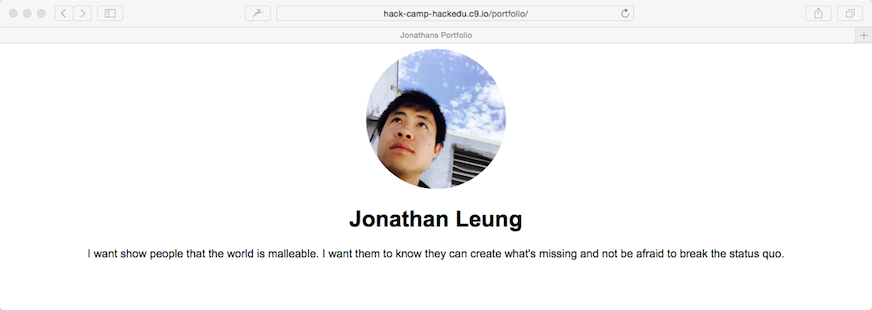 hack-camp-hackedu.c9.io/portfolio/
Jonathans Portfolio
Jonathan Leung
I want show people that the world is malleable. I want them to know they can create what's missing and not be afraid to break the status quo.